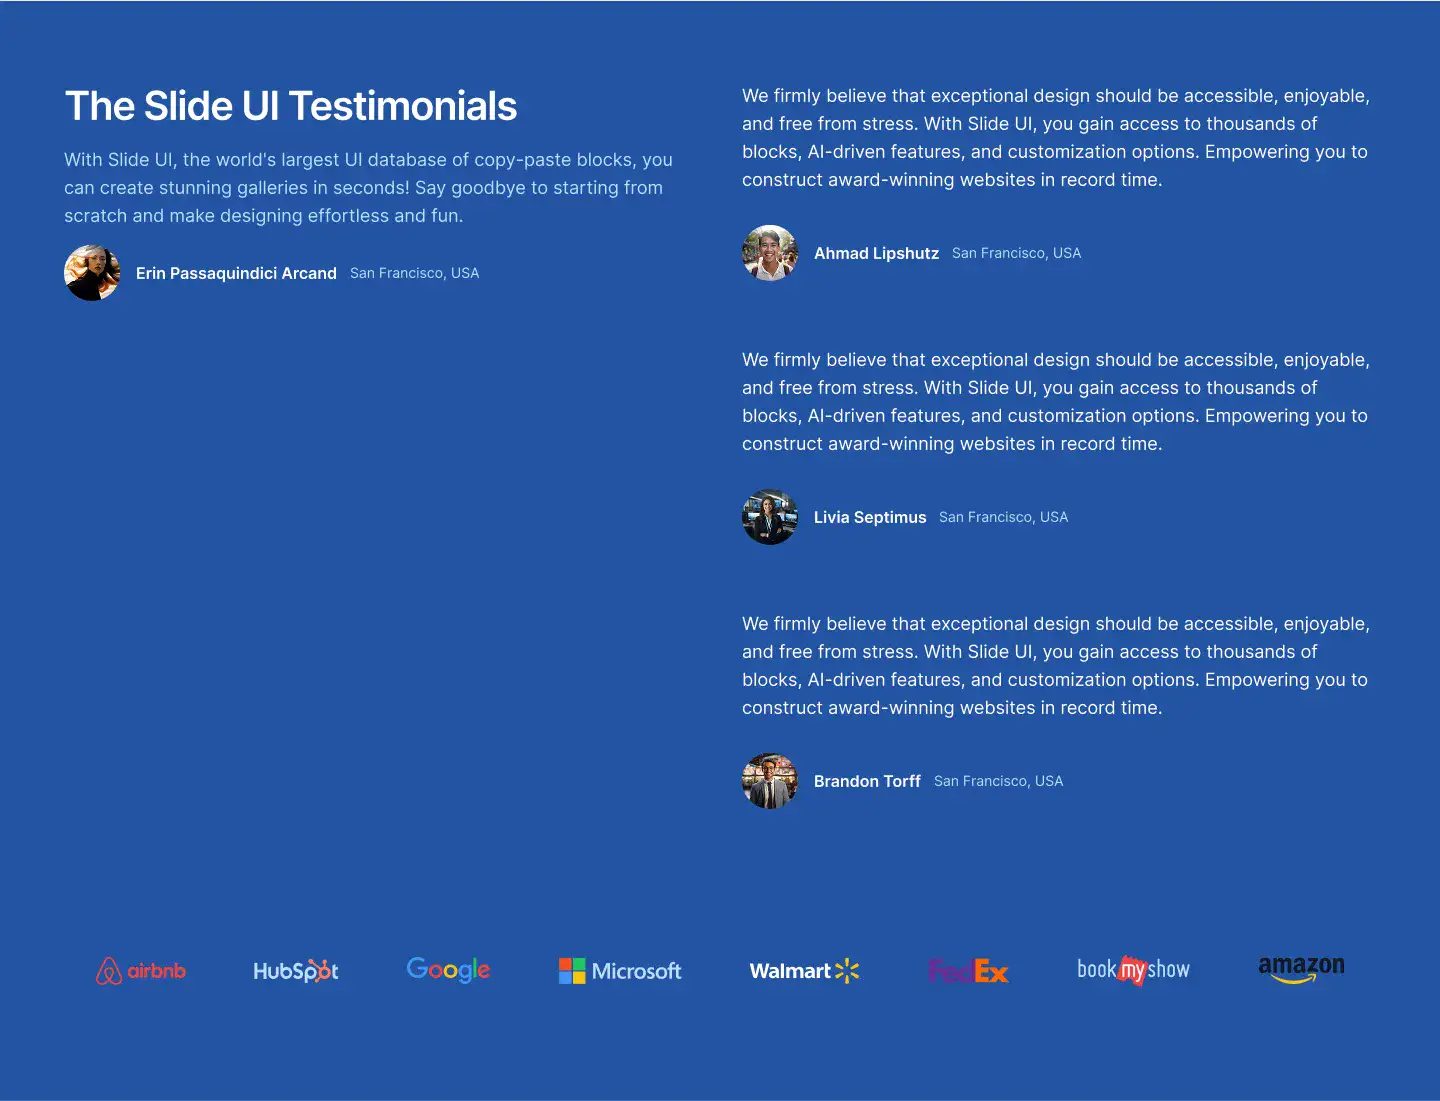 The Slide UI Testimonials
With Slide UI, the world's largest UI database of copy-paste blocks, you
can create stunning galleries in seconds! Say goodbye to starting from
scratch and make designing effortless and fun.
Erin Passaquindici Arcand San Francisco, USA
We firmly believe that exceptional design should be accessible, enjoyable,
and free from stress. With Slide UI, you gain access to thousands of
blocks, AI-driven features, and customization options. Empowering you to
construct award-winning websites in record time.
Ahmad Lipshutz San Francisco, USA
We firmly believe that exceptional design should be accessible, enjoyable,
and free from stress. With Slide UI, you gain access to thousands of
blocks, AI-driven features, and customization options. Empowering you to
construct award-winning websites in record time.
Livia Septimus San Francisco, USA
We firmly believe that exceptional design should be accessible, enjoyable,
and free from stress. With Slide UI, you gain access to thousands of
blocks, AI-driven features, and customization options. Empowering you to
construct award-winning websites in record time.
Brandon Torff San Francisco, USA
airbnb HubSpot Google Microsoft Walmart FedEx bookmyshow amazon